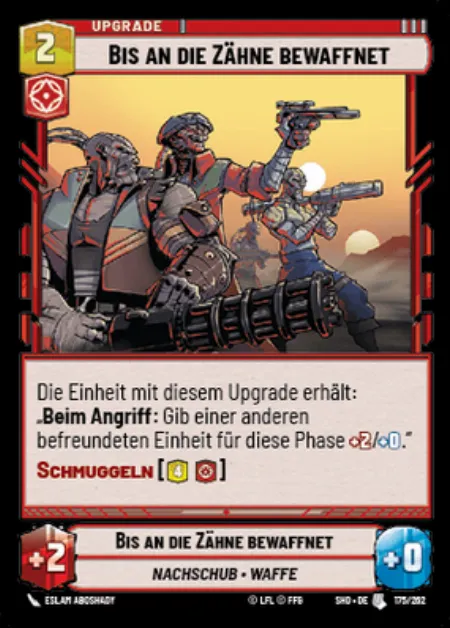 UPGRADE
2
BIS AN DIE ZÄHNE BEWAFFNET
Die Einheit mit diesem Upgrade erhält:
„Beim Angriff: Gib einer anderen
befreundeten Einheit für diese Phase +2/+0.“
SCHMUGGELN [4 ]
BIS AN DIE ZÄHNE BEWAFFNET
+2
+0
NACHSCHUB • WAFFE
ESLAM ABOSHADY © LFL © FFG SHD • DE 175/262